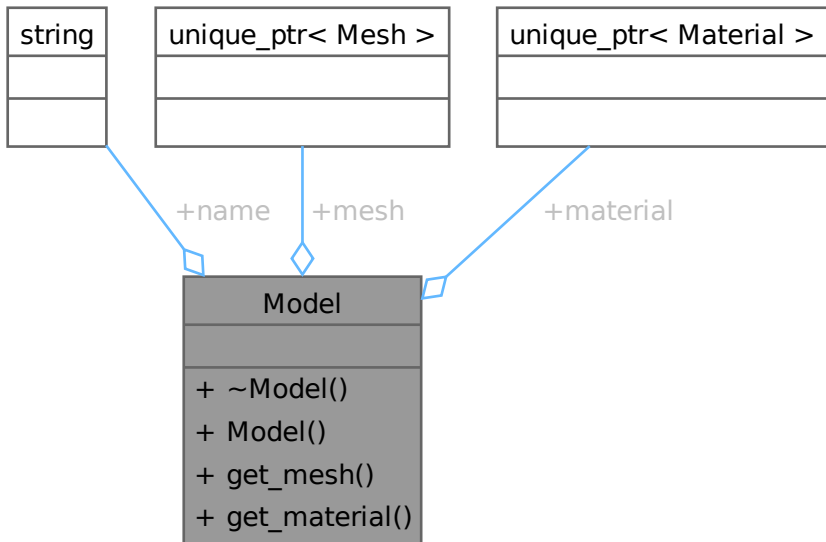 string
unique_ptr< Mesh >
unique_ptr< Material >
+name
+mesh
+material
Model
+ ~Model()
+ Model()
+ get_mesh()
+ get_material()